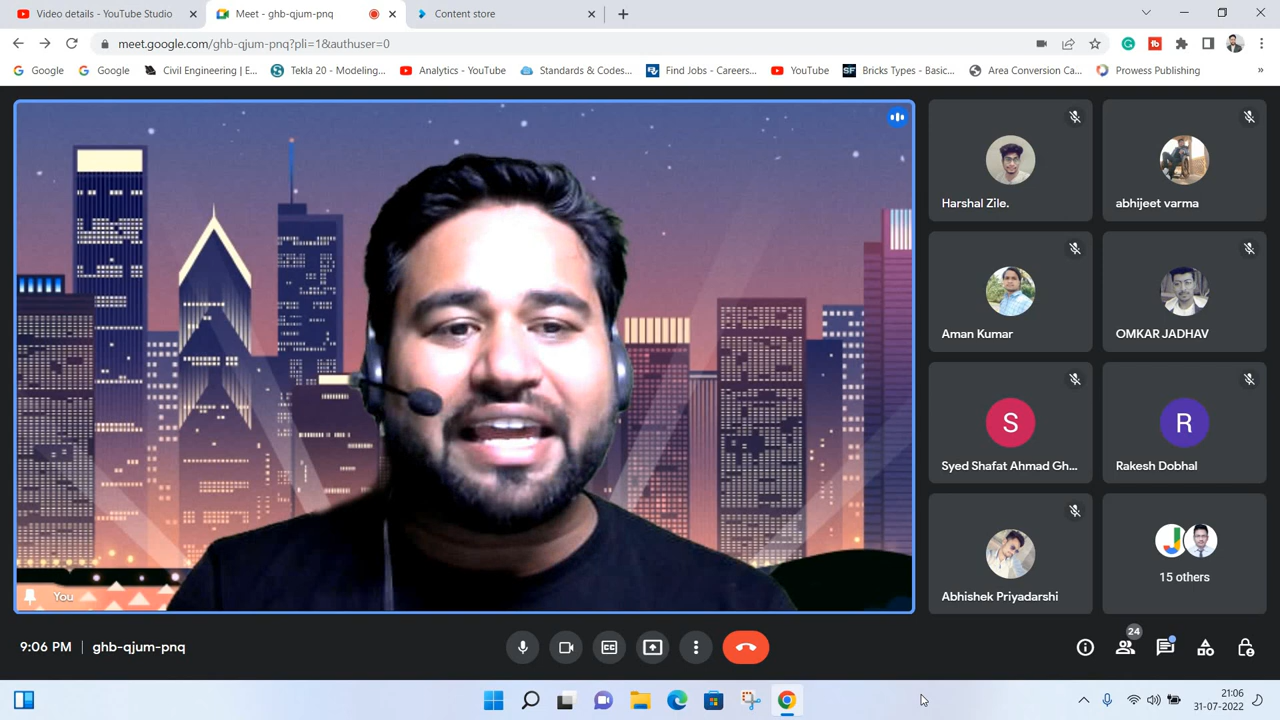 Video details - YouTube Studio
Meet - ghb-qjum-pnq
Content store
meet.google.com/ghb-qjum-pnq?pli=1&authuser=0
Google
Google
Civil Engineering | E...
Tekla 20 - Modeling...
Analytics - YouTube
Standards & Codes...
Find Jobs - Careers...
YouTube
SF
Bricks Types - Basic...
Area Conversion Ca...
Prowess Publishing
»
Harshal Zile.
abhijeet varma
Aman Kumar
OMKAR JADHAV
S
Syed Shafat Ahmad Gh...
R
Rakesh Dobhal
Abhishek Priyadarshi
J
15 others
You
9:06 PM
ghb-qjum-pnq
CC
24
21:06
31-07-2022